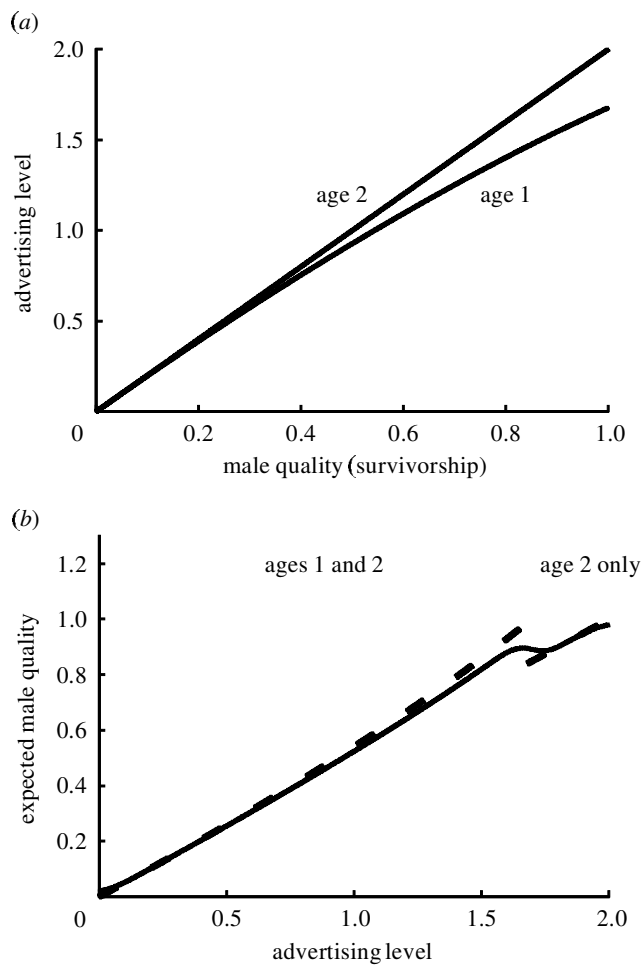 (a)
2.0
1.5
1.0
0.5
0
0.2
0.4
0.6
0.8
1.0
age 2
age 1
advertising level
male quality (survivorship)
(b)
1.2
1.0
0.8
0.6
0.4
0.2
0
0.5
1.0
1.5
2.0
ages 1 and 2
age 2 only
expected male quality
advertising level